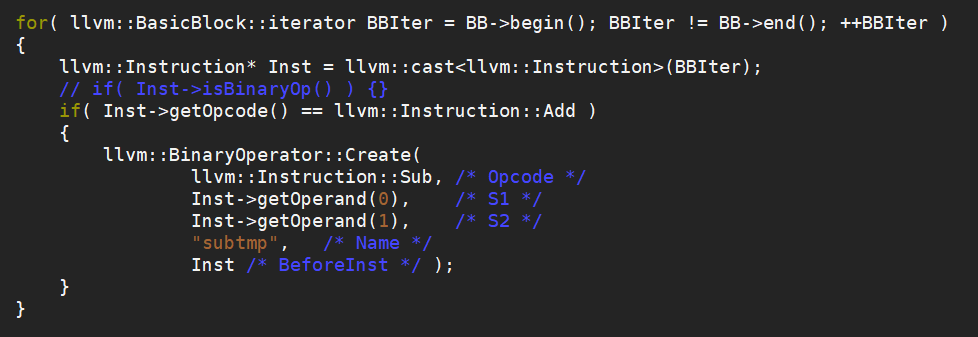 for( llvm::BasicBlock::iterator BBIter = BB->begin(); BBIter != BB->end(); ++BBIter )
{
    llvm::Instruction* Inst = llvm::cast<llvm::Instruction>(BBIter);
    // if( Inst->isBinaryOp() ) {}
    if( Inst->getOpcode() == llvm::Instruction::Add )
    {
        llvm::BinaryOperator::Create(
                llvm::Instruction::Sub, /* Opcode */
                Inst->getOperand(0),    /* S1 */
                Inst->getOperand(1),    /* S2 */
                "subtmp",   /* Name */
                Inst /* BeforeInst */ );
    }
}